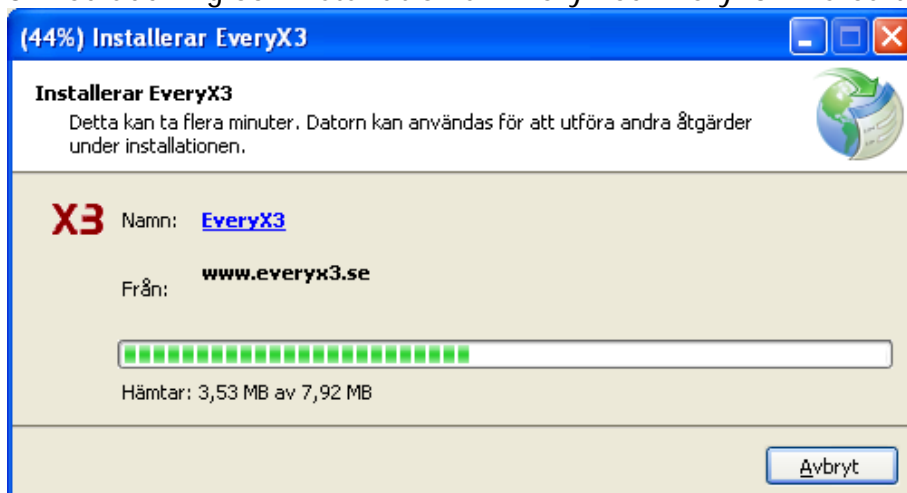 (44%) Installerar EveryX3
Installerar EveryX3
Detta kan ta flera minuter. Datorn kan användas för att utföra andra åtgärder
under installationen.
X3 Namn: EveryX3
www.everyx3.se
Från:
Hämtar: 3,53 MB av 7,92 MB
Avbryt